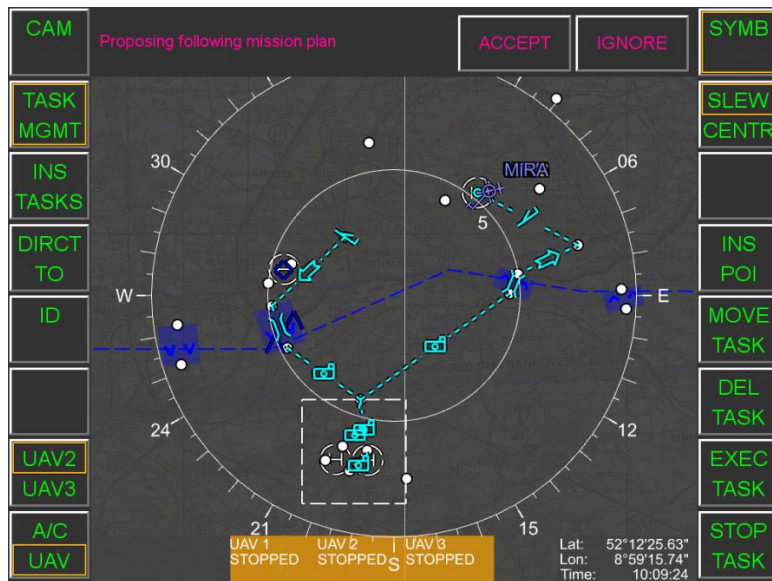 CAM
Proposing following mission plan
ACCEPT
IGNORE
SYMB
TASK
MGMT
SLEW
CENTR
30
MIRA
06
INS
TASKS
5
DIRCT
TO
INS
POI
W
E
ID
MOVE
TASK
DEL
TASK
24
12
UAV2
UAV3
EXEC
TASK
21
15
A/C
UAV
UAV 1
STOPPED
UAV 2
STOPPED
S
UAV 3
STOPPED
Lat: 52°12'25.63"
Lon: 8°59'15.74"
Time: 10:09:24
STOP
TASK